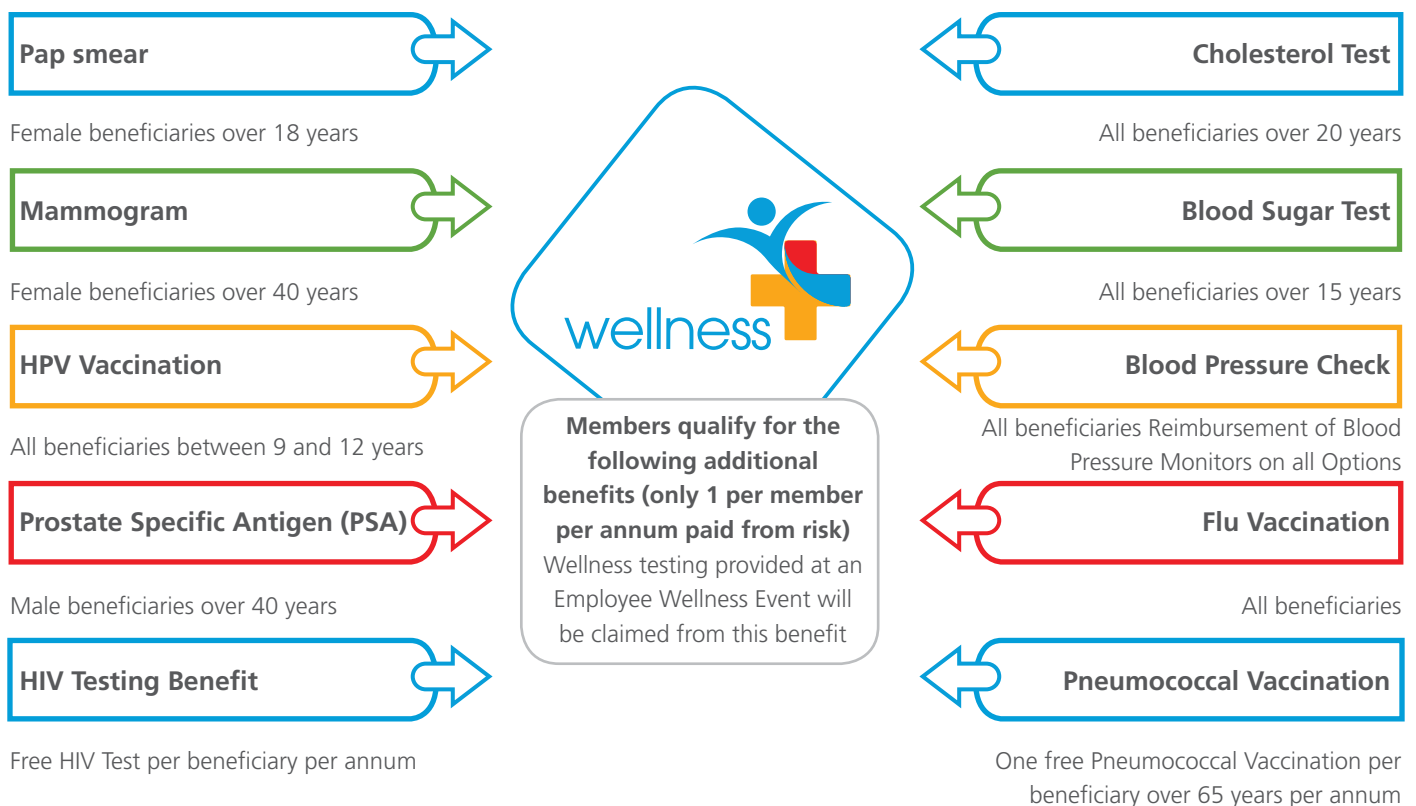 Pap smear
Female beneficiaries over 18 years
Mammogram
Female beneficiaries over 40 years
HPV Vaccination
All beneficiaries between 9 and 12 years
Prostate Specific Antigen (PSA)
Male beneficiaries over 40 years
HIV Testing Benefit
Free HIV Test per beneficiary per annum
wellness
Members qualify for the
following additional
benefits (only 1 per member
per annum paid from risk)
Wellness testing provided at an
Employee Wellness Event will
be claimed from this benefit
Cholesterol Test
All beneficiaries over 20 years
Blood Sugar Test
All beneficiaries over 15 years
Blood Pressure Check
All beneficiaries Reimbursement of Blood
Pressure Monitors on all Options
Flu Vaccination
All beneficiaries
Pneumococcal Vaccination
One free Pneumococcal Vaccination per
beneficiary over 65 years per annum